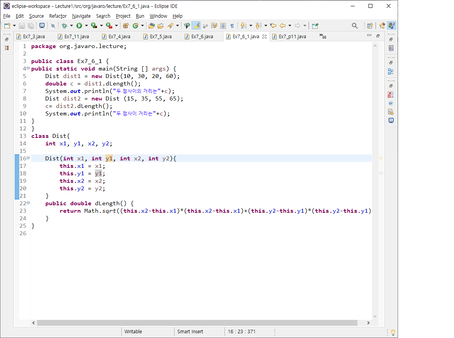 eclipse-workspace - Lecture1/src/org/javaro/lecture/Ex7_6_1.java - Eclipse IDE
File Edit Source Refactor Navigate Search Project Run Window Help
Ex7_3.java Ex7_11.java Ex7_4.java Ex7_5.java Ex7_6.java Ex7_6_1.java Ex7_p11.java
1 package org.javaro.lecture;
2
3 public class Ex7_6_1 {
4 public static void main(String [] args) {
5 Dist dist1 = new Dist(10, 30, 20, 60);
6 double c = dist1.dLength();
7 System.out.println("두 점사이의 거리는"+c);
8 Dist dist2 = new Dist (15, 35, 55, 65);
9 c= dist2.dLength();
10 System.out.println("두 점사이 거리는"+c);
11 }
12 }
13 class Dist{
14 int x1, y1, x2, y2;
15
16 Dist(int x1, int y1, int x2, int y2){
17 this.x1 = x1;
18 this.y1 = y1;
19 this.x2 = x2;
20 this.y2 = y2;
21 }
22 public double dLength() {
23 return Math.sqrt((this.x2-this.x1)*(this.x2-this.x1)+(this.y2-this.y1)*(this.y2-this.y1)
24 }
25 }
26
Writable Smart Insert 16 : 23 : 371